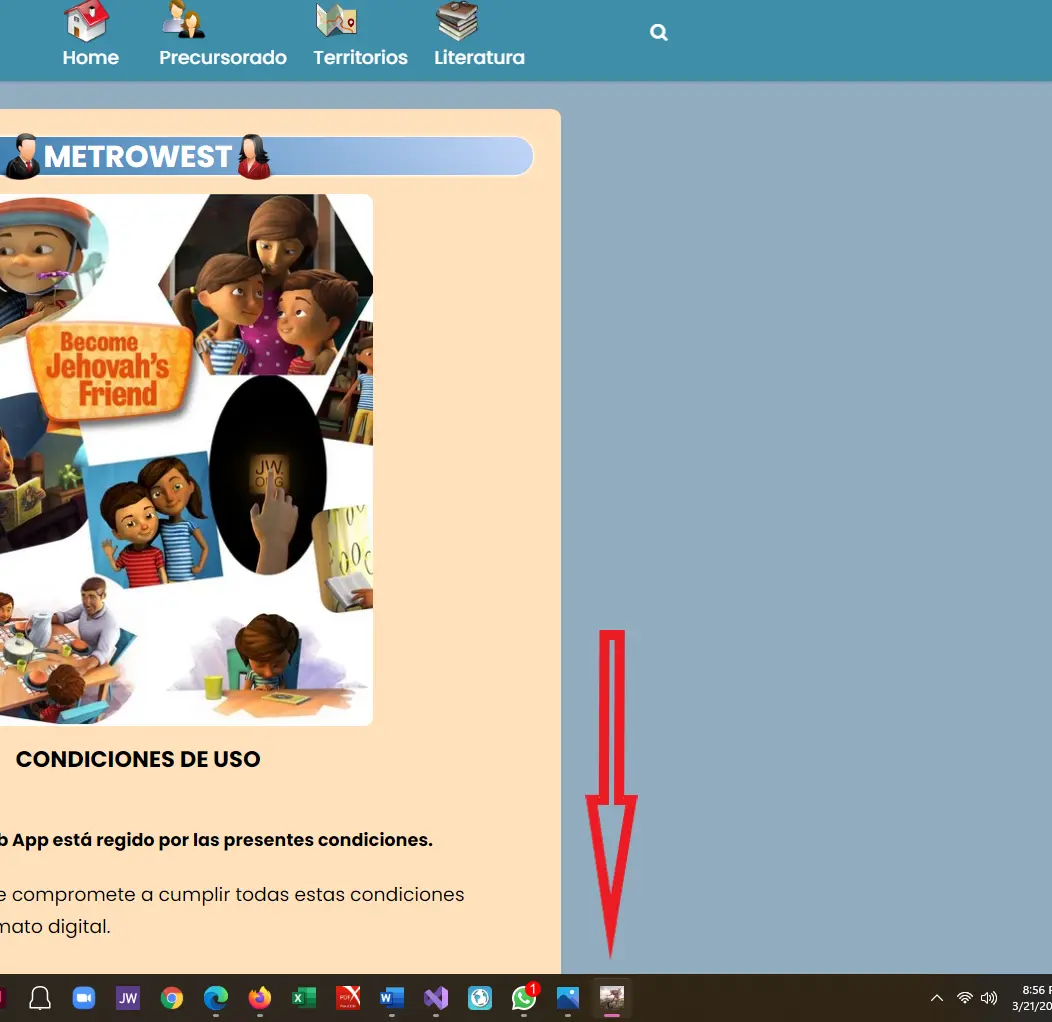 Home Precursorado Territorios Literatura
METROWEST
Become
Jehovah's
Friend
JW.
ORG
CONDICIONES DE USO
App está regido por las presentes condiciones.
compromete a cumplir todas estas condiciones
digital.
JW
PDF
1
8:56
3/21/20